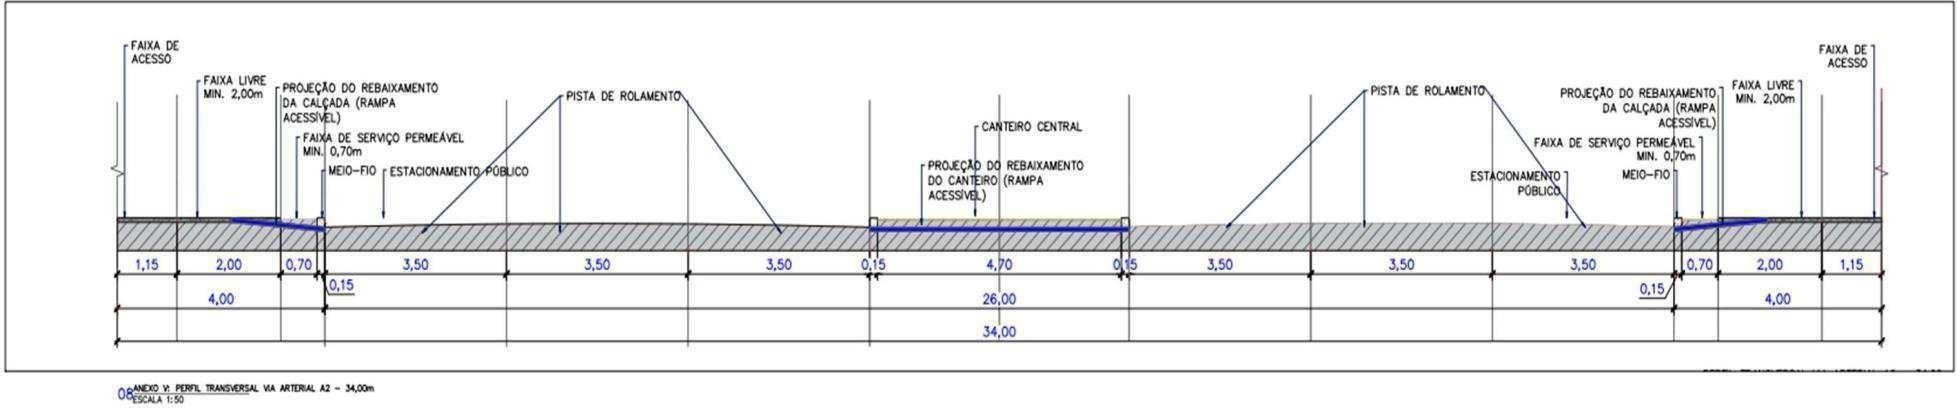 FAIXA DE
ACESSO
FAIXA LIVRE
MIN. 2,00m
PROJEÇÃO DO REBAIXAMENTO
DA CALÇADA (RAMPA
ACESSÍVEL)
FAIXA DE SERVIÇO PERMEÁVEL
MIN. 0,70m
MEIO-FIO
ESTACIONAMENTO PÚBLICO
PISTA DE ROLAMENTO
CANTEIRO CENTRAL
PROJEÇÃO DO REBAIXAMENTO
DO CANTEIRO (RAMPA
ACESSÍVEL)
PISTA DE ROLAMENTO
FAIXA DE
ACESSO
FAIXA LIVRE
MIN. 2,00m
PROJEÇÃO DO REBAIXAMENTO
DA CALÇADA (RAMPA
ACESSÍVEL)
FAIXA DE SERVIÇO PERMEÁVEL
MIN. 0,70m
MEIO-FIO
ESTACIONAMENTO
PÚBLICO
1,15 2,00 0,70 3,50 3,50 3,50 0,15 4,70 0,15 3,50 3,50 3,50 0,70 2,00 1,15
0,15 0,15
4,00 26,00 4,00
34,00
08 ANEXO V: PERFIL TRANSVERSAL VIA ARTERIAL A2 - 34,00m
ESCALA 1:50